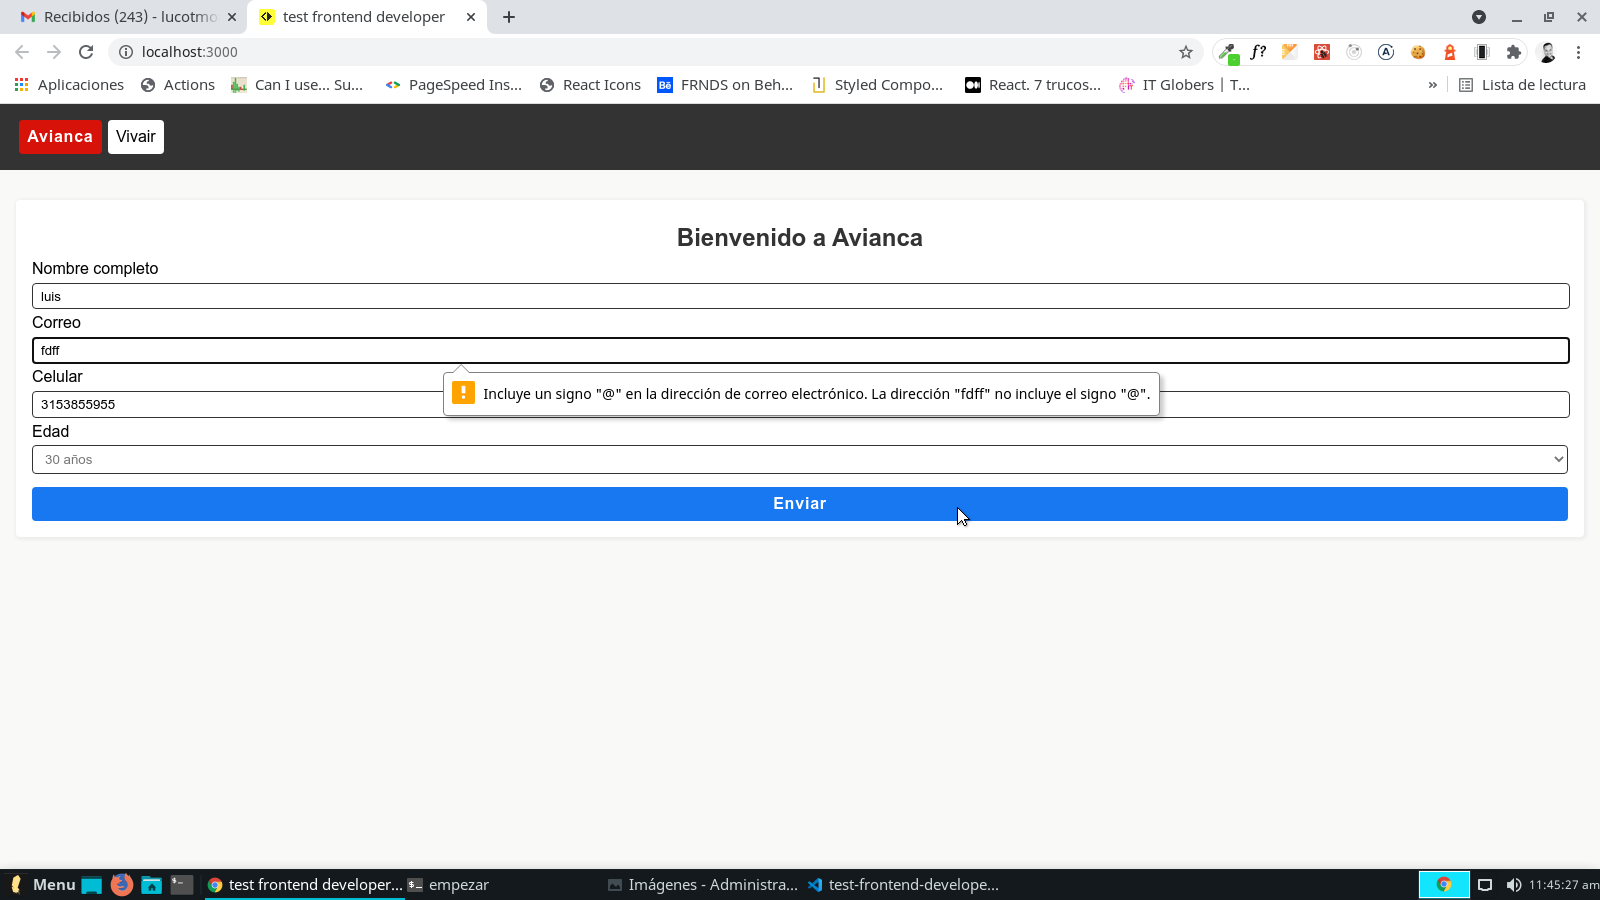 Recibidos (243) - lucotmo
test frontend developer
localhost:3000
f?
Aplicaciones
Actions
Can I use... Su...
PageSpeed Ins...
React Icons
Bē
FRNDS on Beh...
Styled Compo...
React. 7 trucos...
IT Globers | T...
»
Lista de lectura
Avianca
Vivair
Bienvenido a Avianca
Nombre completo
luis
Correo
fdff
Celular
Incluye un signo "@" en la dirección de correo electrónico. La dirección "fdff" no incluye el signo "@".
3153855955
Edad
30 años
Enviar
Menu
test frontend developer...
empezar
Imágenes - Administra...
test-frontend-develope...
11:45:27 am